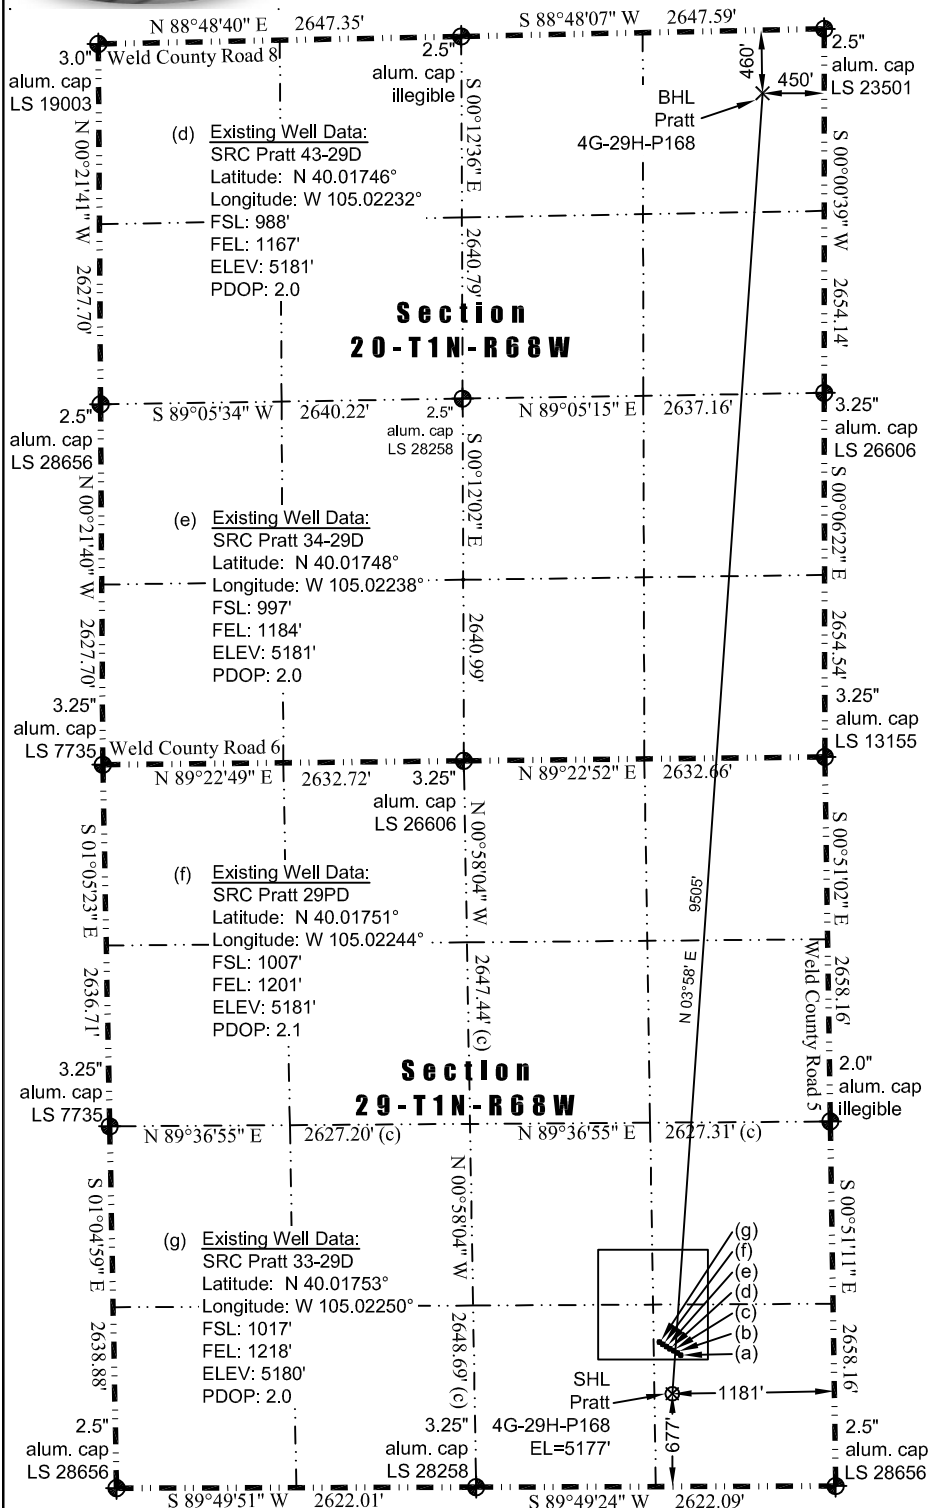 N 88°48'40" E 2647.35'
S 88°48'07" W 2647.59'
Weld County Road 8
3.0"
alum. cap
LS 19003
2.5"
alum. cap
illegible
2.5"
alum. cap
LS 23501
460'
450'
BHL
Pratt
4G-29H-P168
N 00°21'41" W 2627.70'
S 00°12'36" E 2640.79'
S 00°00'39" W 2654.14'
(d) Existing Well Data:
SRC Pratt 43-29D
Latitude: N 40.01746°
Longitude: W 105.02232°
FSL: 988'
FEL: 1167'
ELEV: 5181'
PDOP: 2.0
Section
20-T1N-R68W
S 89°05'34" W 2640.22'
N 89°05'15" E 2637.16'
2.5"
alum. cap
LS 28656
2.5"
alum. cap
LS 28258
3.25"
alum. cap
LS 26606
N 00°21'40" W 2627.70'
S 00°12'02" E 2640.99'
S 00°06'22" E 2654.54'
(e) Existing Well Data:
SRC Pratt 34-29D
Latitude: N 40.01748°
Longitude: W 105.02238°
FSL: 997'
FEL: 1184'
ELEV: 5181'
PDOP: 2.0
3.25"
alum. cap
LS 7735
3.25"
alum. cap
LS 13155
Weld County Road 6
N 89°22'49" E 2632.72'
N 89°22'52" E 2632.66'
3.25"
alum. cap
LS 26606
S 01°05'23" E 2636.71'
N 00°58'04" W 2647.44' (c)
S 00°51'02" E 2658.16'
Weld County Road 5
N 03°58' E 9505'
(f) Existing Well Data:
SRC Pratt 29PD
Latitude: N 40.01751°
Longitude: W 105.02244°
FSL: 1007'
FEL: 1201'
ELEV: 5181'
PDOP: 2.1
Section
29-T1N-R68W
3.25"
alum. cap
LS 7735
2.0"
alum. cap
illegible
N 89°36'55" E 2627.20' (c)
N 89°36'55" E 2627.31' (c)
S 01°04'59" E 2638.88'
N 00°58'04" W 2648.69' (c)
S 00°51'11" E 2658.16'
(g) Existing Well Data:
SRC Pratt 33-29D
Latitude: N 40.01753°
Longitude: W 105.02250°
FSL: 1017'
FEL: 1218'
ELEV: 5180'
PDOP: 2.0
(g)
(f)
(e)
(d)
(c)
(b)
(a)
SHL
Pratt
4G-29H-P168
EL=5177'
1181'
677'
2.5"
alum. cap
LS 28656
3.25"
alum. cap
LS 28258
2.5"
alum. cap
LS 28656
S 89°49'51" W 2622.01'
S 89°49'24" W 2622.09'